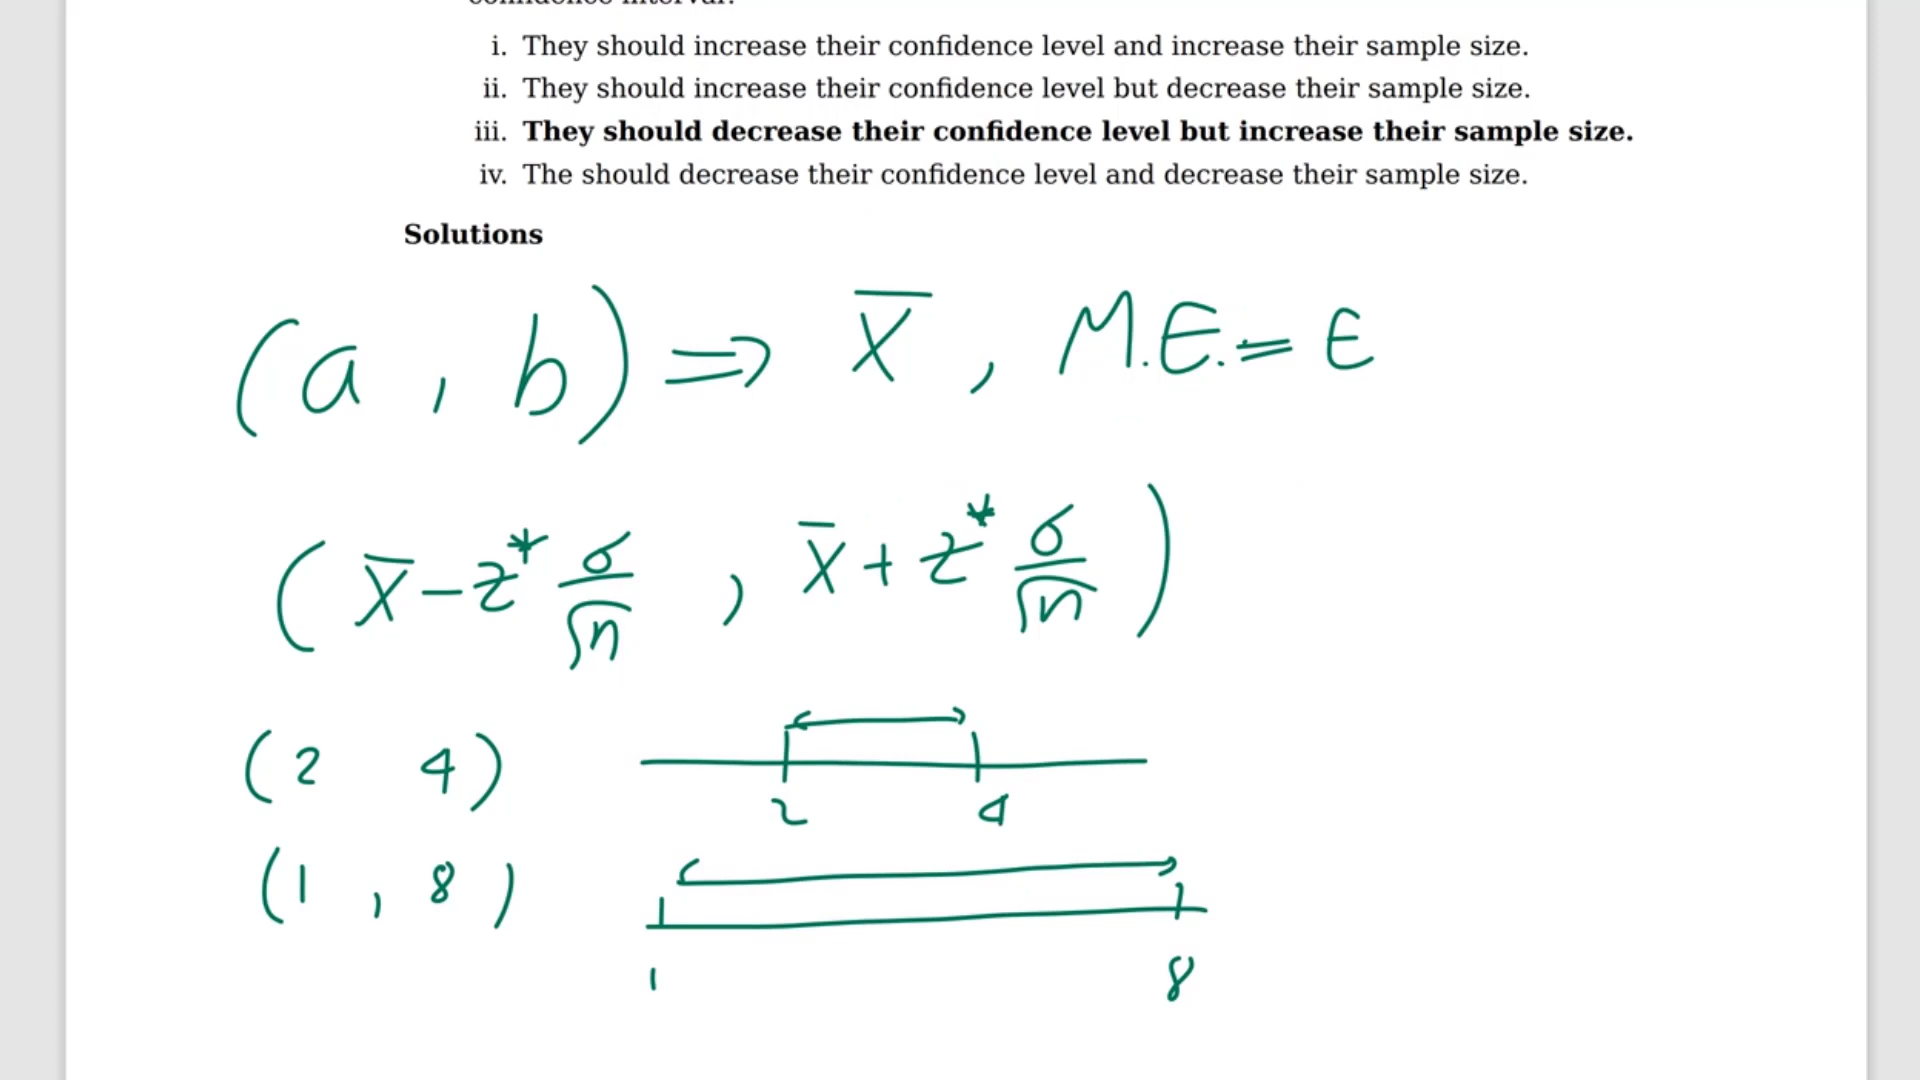 i. They should increase their confidence level and increase their sample size.
ii. They should increase their confidence level but decrease their sample size.
iii. They should decrease their confidence level but increase their sample size.
iv. The should decrease their confidence level and decrease their sample size.
Solutions
(a , b) ⇒ X̄ , M.E. = E
( X̄ − z* σ/√n , X̄ + z* σ/√n )
(2 4)
2 4
(1 , 8)
1 8